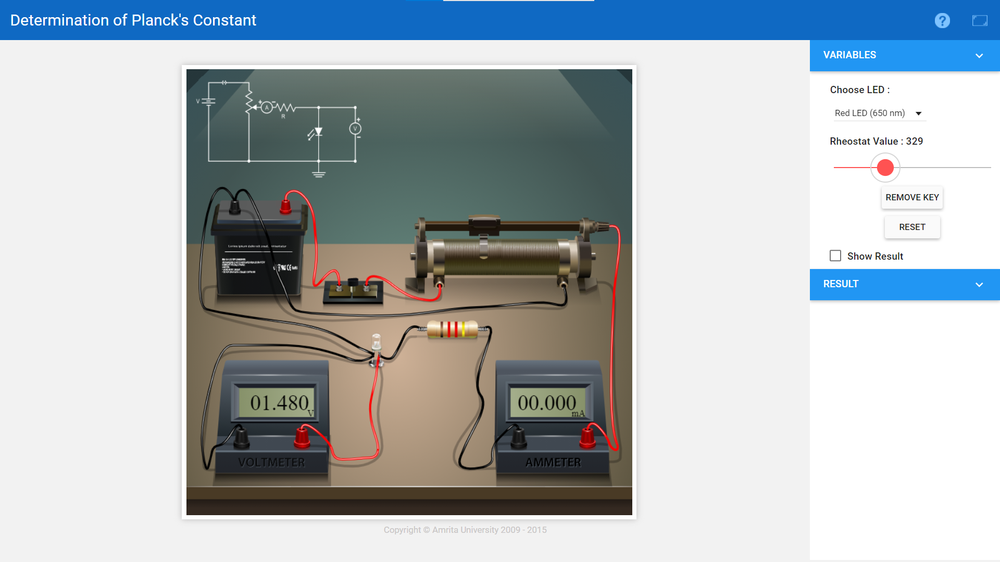 Determination of Planck's Constant
?
VARIABLES
Choose LED :
Red LED (650 nm)
Rheostat Value : 329
REMOVE KEY
RESET
Show Result
RESULT
V
A
R
V
+
−
+
−
01.480
V
VOLTMETER
00.000
mA
AMMETER
Copyright © Amrita University 2009 - 2015